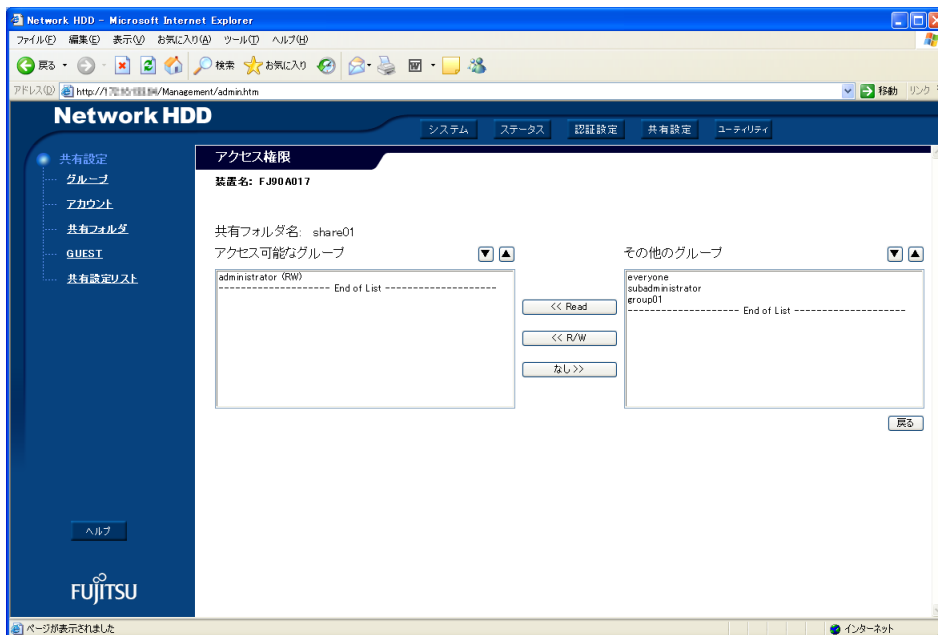 Network HDD - Microsoft Internet Explorer
ファイル(F) 編集(E) 表示(V) お気に入り(A) ツール(T) ヘルプ(H)
戻る 検索 お気に入り
アドレス(D) /Management/admin.htm 移動 リンク
Network HDD
システム ステータス 認証設定 共有設定 ユーティリティ
共有設定
グループ
アカウント
共有フォルダ
GUEST
共有設定リスト
ヘルプ
FUJITSU
アクセス権限
装置名: FJ90A017
共有フォルダ名: share01
アクセス可能なグループ ▼ ▲
administrator (RW)
-------------------- End of List --------------------
<< Read
<< R/W
なし>>
その他のグループ ▼ ▲
everyone
subadministrator
group01
-------------------- End of List --------------------
戻る
ページが表示されました インターネット